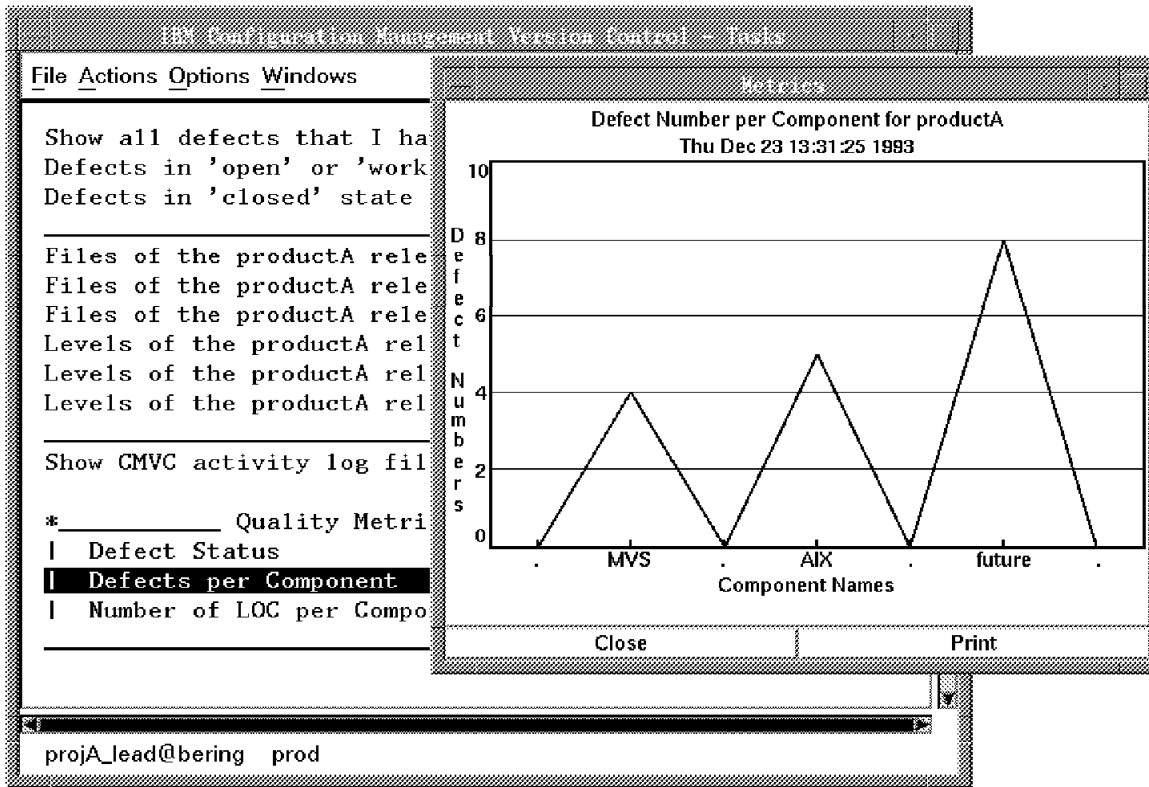 IBM Configuration Management Version Control - Tasks
File Actions Options Windows
Show all defects that I ha
Defects in 'open' or 'work
Defects in 'closed' state
Files of the productA rele
Files of the productA rele
Files of the productA rele
Levels of the productA rel
Levels of the productA rel
Levels of the productA rel
Show CMVC activity log fil
*__________ Quality Metri
| Defect Status
| Defects per Component
| Number of LOC per Compo
projA_lead@bering prod
Metrics
Defect Number per Component for productA
Thu Dec 23 13:31:25 1993
Defect Numbers
10
8
6
4
2
0
. MVS . AIX . future .
Component Names
Close Print